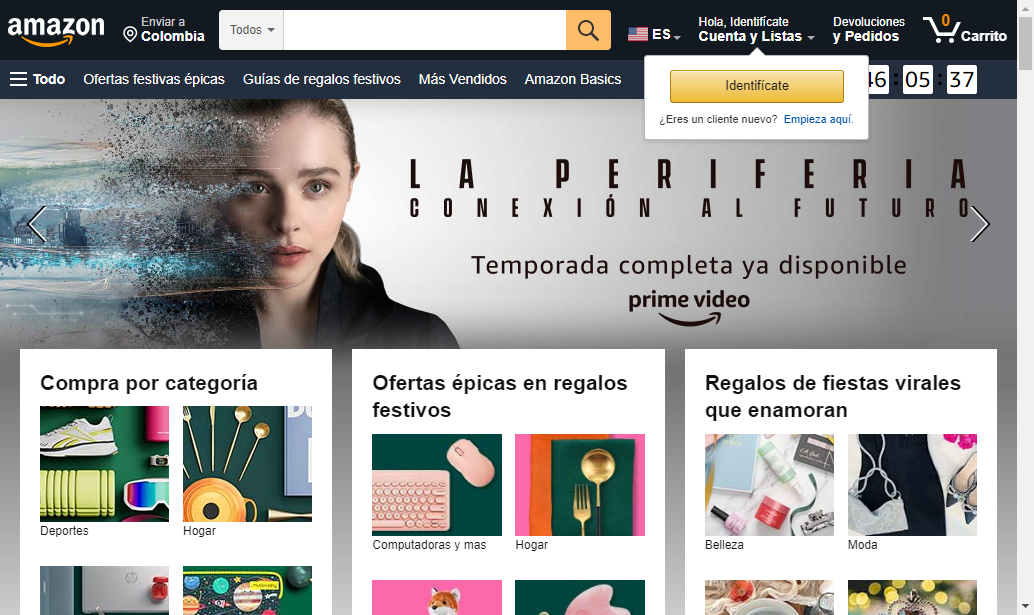 amazon
Enviar a
Colombia
Todos
ES
Hola, Identifícate
Cuenta y Listas
Devoluciones
y Pedidos
0
Carrito
Todo
Ofertas festivas épicas
Guías de regalos festivos
Más Vendidos
Amazon Basics
46 : 05 : 37
Identifícate
¿Eres un cliente nuevo? Empieza aquí.
LA PERIFERIA
CONEXIÓN AL FUTURO
Temporada completa ya disponible
prime video
Compra por categoría
Deportes
Hogar
Ofertas épicas en regalos
festivos
Computadoras y mas
Hogar
Regalos de fiestas virales
que enamoran
Belleza
Moda
hp